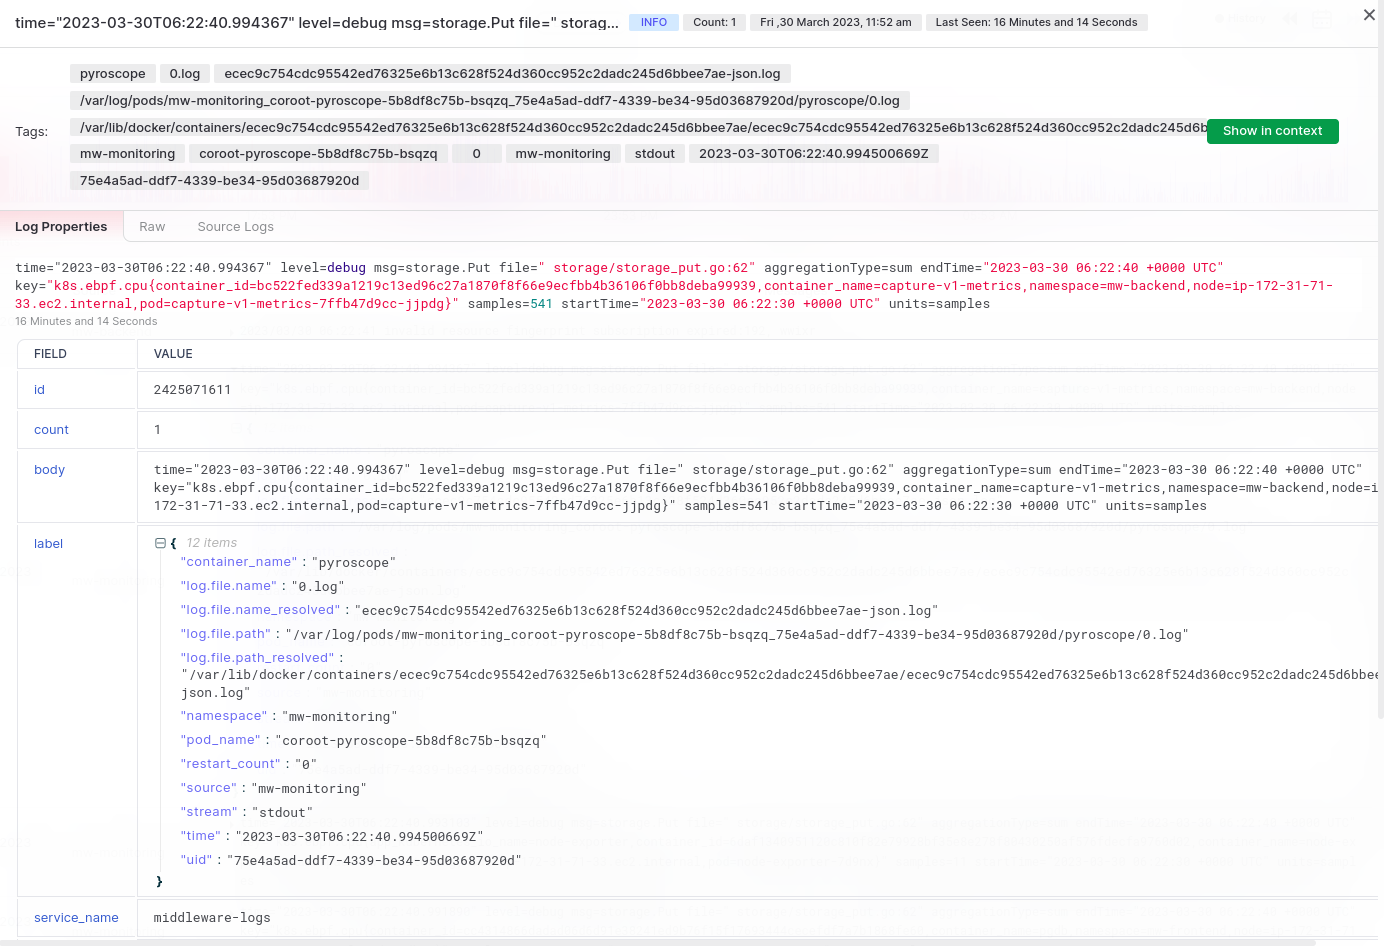 time="2023-03-30T06:22:40.994367" level=debug msg=storage.Put file=" storag... INFO Count: 1 Fri ,30 March 2023, 11:52 am Last Seen: 16 Minutes and 14 Seconds
pyroscope 0.log ecec9c754cdc95542ed76325e6b13c628f524d360cc952c2dadc245d6bbee7ae-json.log
/var/log/pods/mw-monitoring_coroot-pyroscope-5b8df8c75b-bsqzq_75e4a5ad-ddf7-4339-be34-95d03687920d/pyroscope/0.log
Tags: /var/lib/docker/containers/ecec9c754cdc95542ed76325e6b13c628f524d360cc952c2dadc245d6bbee7ae/ecec9c754cdc95542ed76325e6b13c628f524d360cc952c2dadc245d6b Show in context
mw-monitoring coroot-pyroscope-5b8df8c75b-bsqzq 0 mw-monitoring stdout 2023-03-30T06:22:40.994500669Z
75e4a5ad-ddf7-4339-be34-95d03687920d
Log Properties Raw Source Logs
time="2023-03-30T06:22:40.994367" level=debug msg=storage.Put file=" storage/storage_put.go:62" aggregationType=sum endTime="2023-03-30 06:22:40 +0000 UTC"
key="k8s.ebpf.cpu{container_id=bc522fed339a1219c13ed96c27a1870f8f66e9ecfbb4b36106f0bb8deba99939,container_name=capture-v1-metrics,namespace=mw-backend,node=ip-172-31-71-
33.ec2.internal,pod=capture-v1-metrics-7ffb47d9cc-jjpdg}" samples=541 startTime="2023-03-30 06:22:30 +0000 UTC" units=samples
16 Minutes and 14 Seconds
FIELD VALUE
id 2425071611
count 1
body time="2023-03-30T06:22:40.994367" level=debug msg=storage.Put file=" storage/storage_put.go:62" aggregationType=sum endTime="2023-03-30 06:22:40 +0000 UTC"
key="k8s.ebpf.cpu{container_id=bc522fed339a1219c13ed96c27a1870f8f66e9ecfbb4b36106f0bb8deba99939,container_name=capture-v1-metrics,namespace=mw-backend,node=i
172-31-71-33.ec2.internal,pod=capture-v1-metrics-7ffb47d9cc-jjpdg}" samples=541 startTime="2023-03-30 06:22:30 +0000 UTC" units=samples
label { 12 items
"container_name" : "pyroscope"
"log.file.name" : "0.log"
"log.file.name_resolved" : "ecec9c754cdc95542ed76325e6b13c628f524d360cc952c2dadc245d6bbee7ae-json.log"
"log.file.path" : "/var/log/pods/mw-monitoring_coroot-pyroscope-5b8df8c75b-bsqzq_75e4a5ad-ddf7-4339-be34-95d03687920d/pyroscope/0.log"
"log.file.path_resolved" :
"/var/lib/docker/containers/ecec9c754cdc95542ed76325e6b13c628f524d360cc952c2dadc245d6bbee7ae/ecec9c754cdc95542ed76325e6b13c628f524d360cc952c2dadc245d6bbee
json.log"
"namespace" : "mw-monitoring"
"pod_name" : "coroot-pyroscope-5b8df8c75b-bsqzq"
"restart_count" : "0"
"source" : "mw-monitoring"
"stream" : "stdout"
"time" : "2023-03-30T06:22:40.994500669Z"
"uid" : "75e4a5ad-ddf7-4339-be34-95d03687920d"
}
service_name middleware-logs